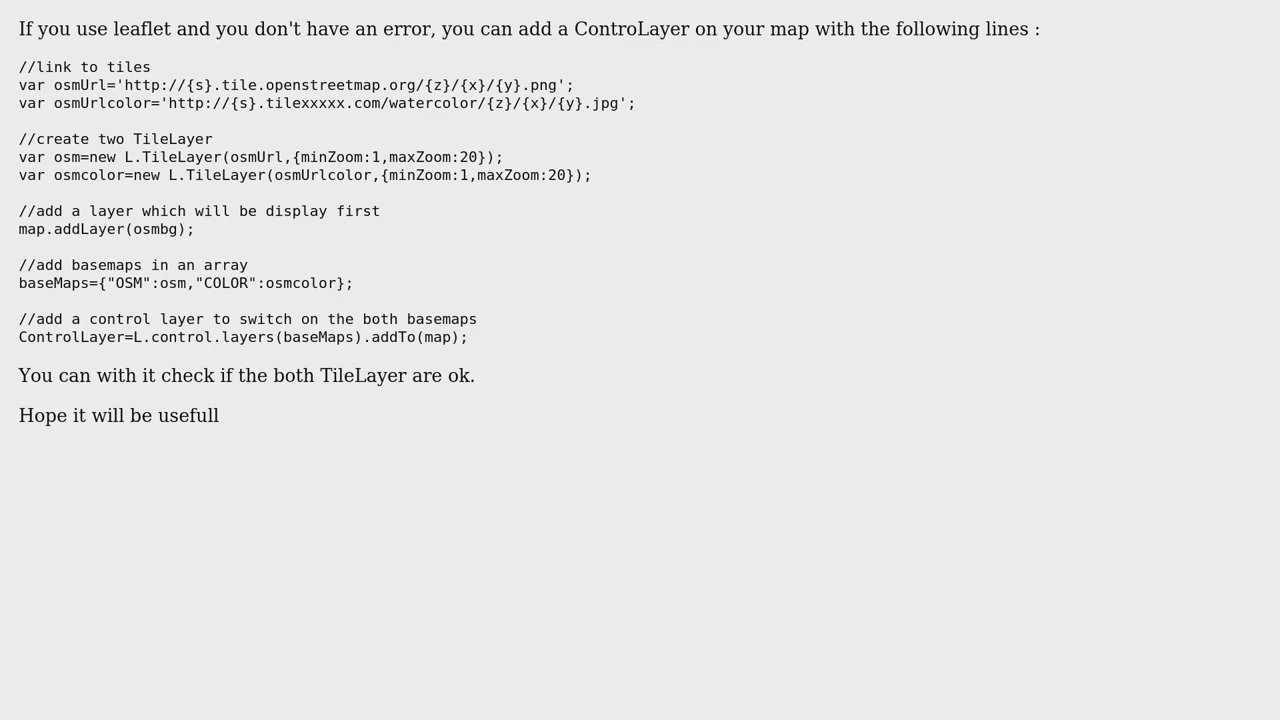 If you use leaflet and you don't have an error, you can add a ControLayer on your map with the following lines :
//link to tiles
var osmUrl='http://{s}.tile.openstreetmap.org/{z}/{x}/{y}.png';
var osmUrlcolor='http://{s}.tilexxxxx.com/watercolor/{z}/{x}/{y}.jpg';
//create two TileLayer
var osm=new L.TileLayer(osmUrl,{minZoom:1,maxZoom:20});
var osmcolor=new L.TileLayer(osmUrlcolor,{minZoom:1,maxZoom:20});
//add a layer which will be display first
map.addLayer(osmbg);
//add basemaps in an array
baseMaps={"OSM":osm,"COLOR":osmcolor};
//add a control layer to switch on the both basemaps
ControlLayer=L.control.layers(baseMaps).addTo(map);
You can with it check if the both TileLayer are ok.
Hope it will be usefull